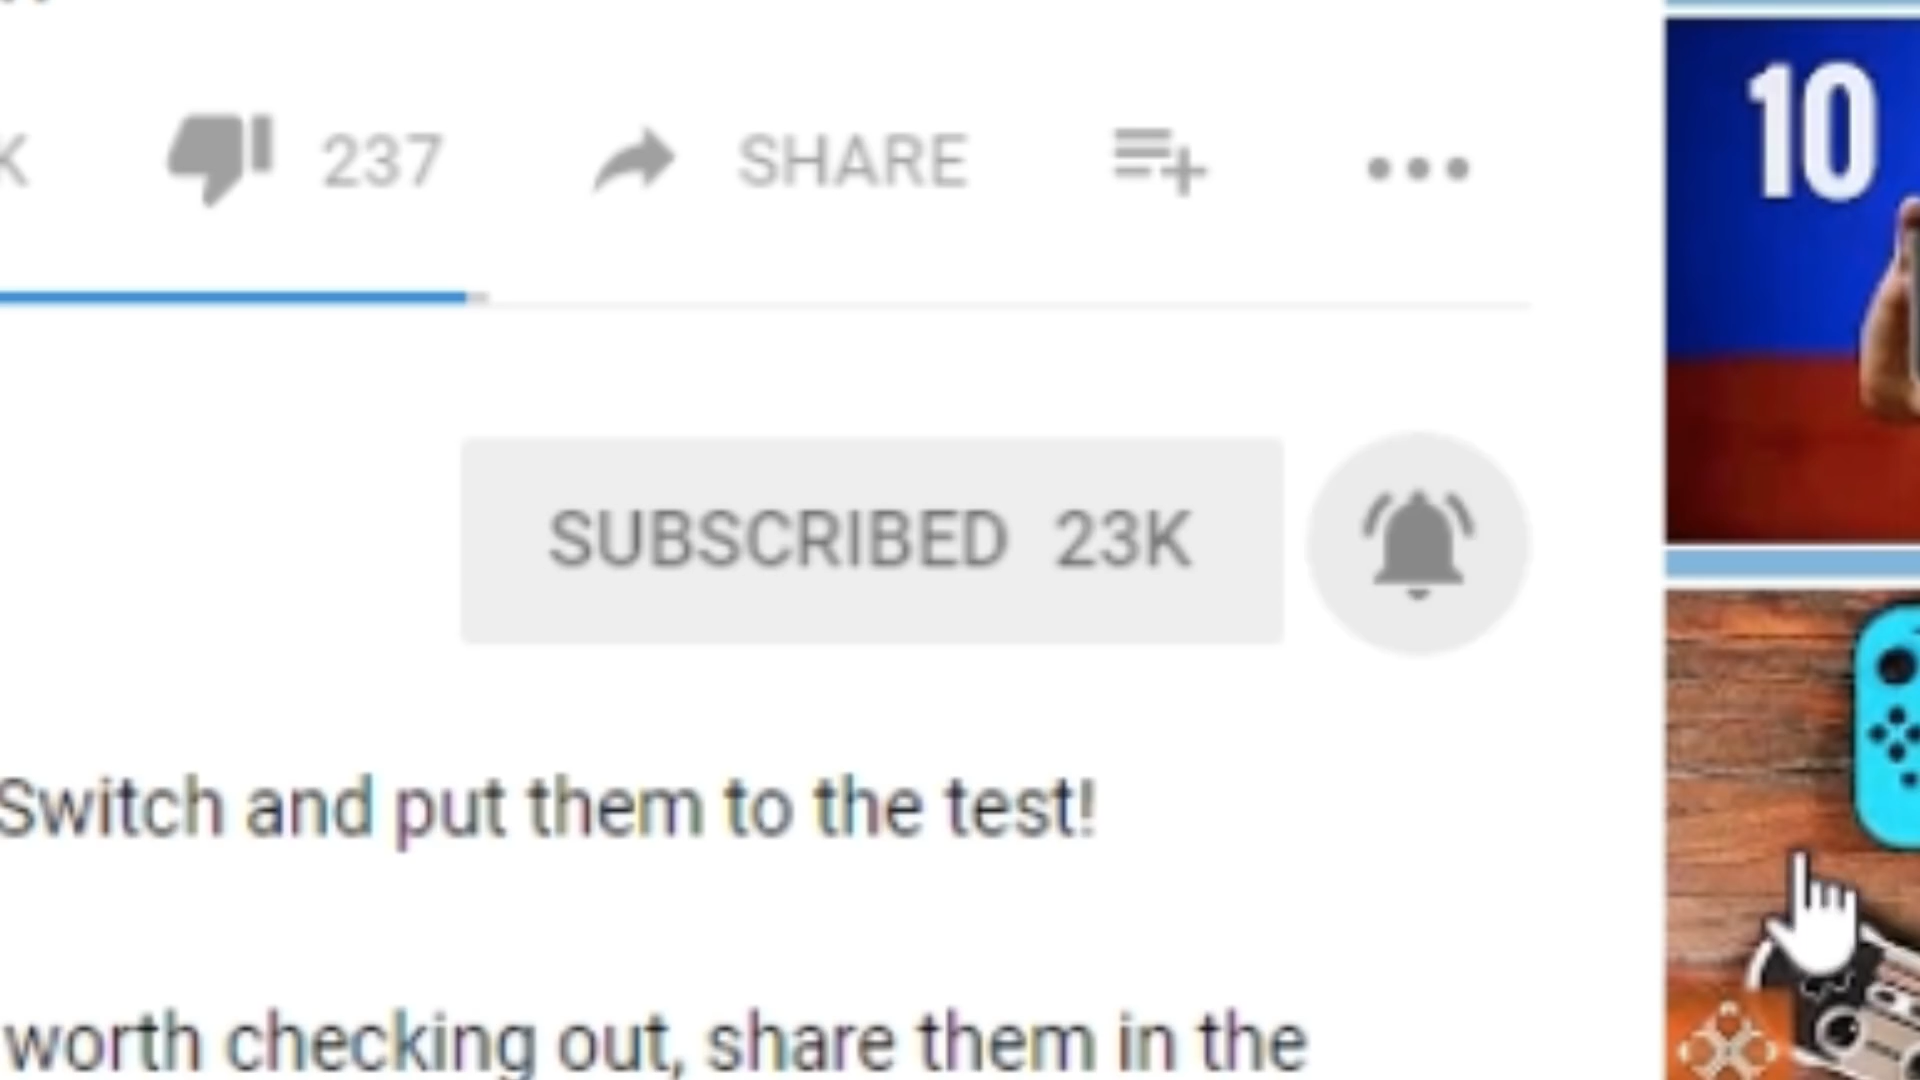 K 237 SHARE
10
SUBSCRIBED 23K
Switch and put them to the test!
worth checking out, share them in the